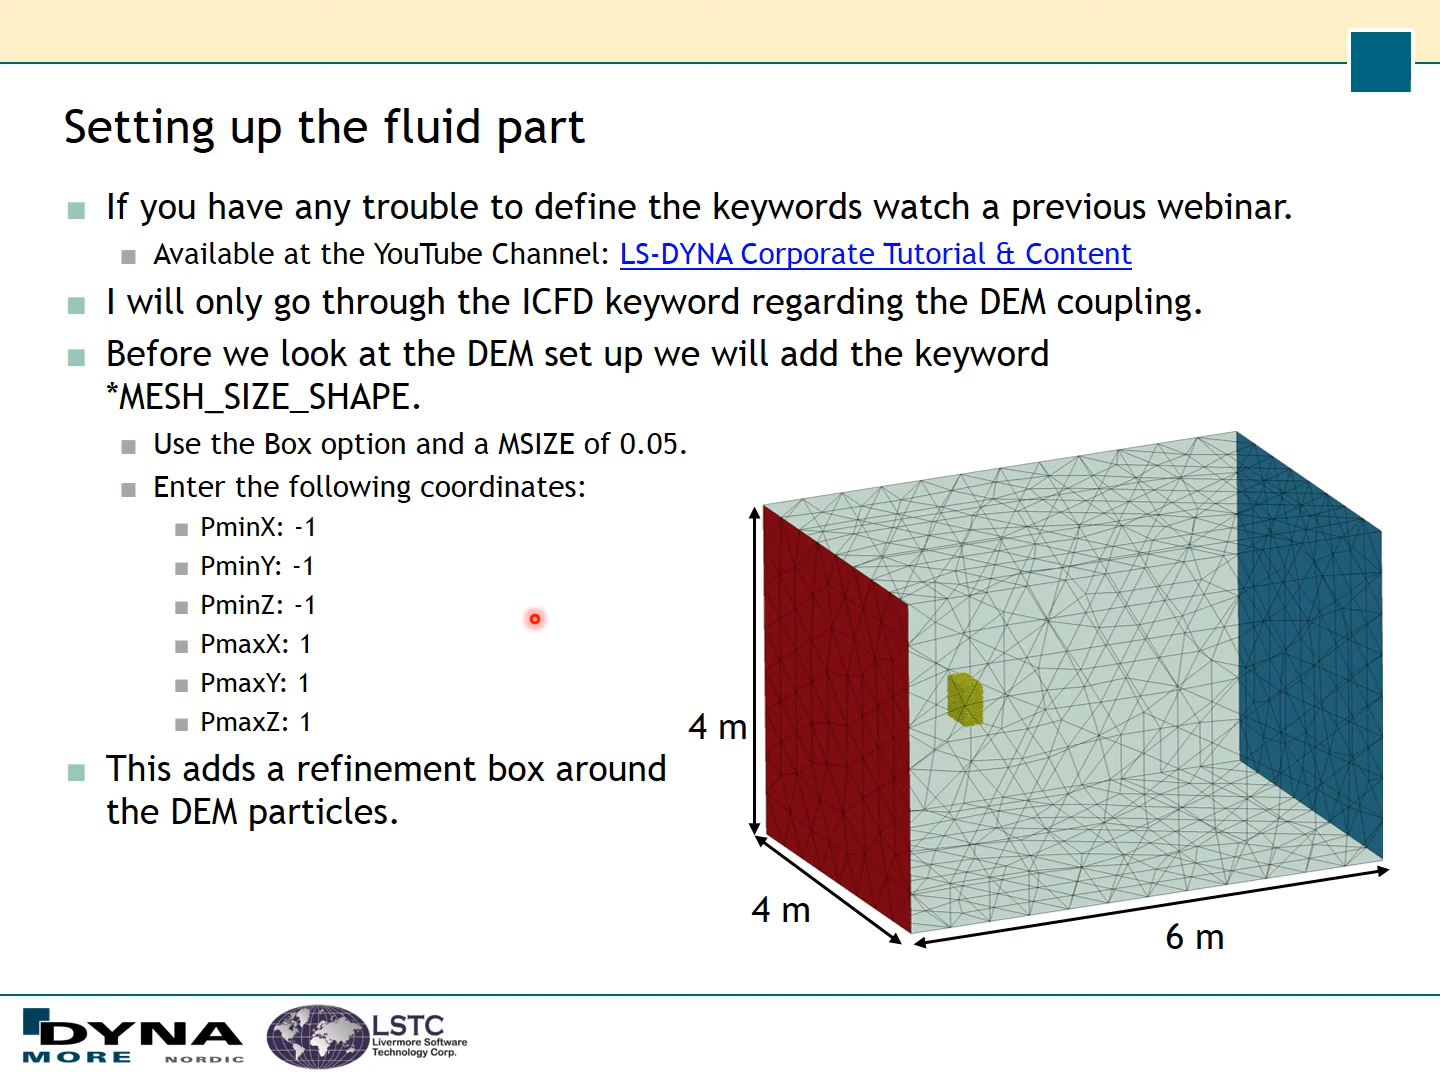 Setting up the fluid part
If you have any trouble to define the keywords watch a previous webinar.
Available at the YouTube Channel: LS-DYNA Corporate Tutorial & Content
I will only go through the ICFD keyword regarding the DEM coupling.
Before we look at the DEM set up we will add the keyword
*MESH_SIZE_SHAPE.
Use the Box option and a MSIZE of 0.05.
Enter the following coordinates:
PminX: -1
PminY: -1
PminZ: -1
PmaxX: 1
PmaxY: 1
PmaxZ: 1
This adds a refinement box around
the DEM particles.
4 m
4 m
6 m
DYNA
MORE NORDIC
LSTC
Livermore Software
Technology Corp.